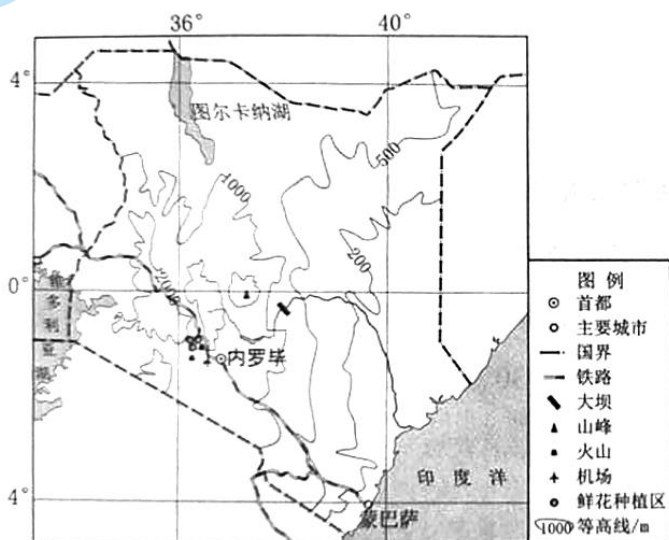 36°
40°
4°
图尔卡纳湖
500
1000
200
2000
0°
维多利亚湖
内罗毕
印度洋
4°
蒙巴萨
图例
首都
主要城市
国界
铁路
大坝
山峰
火山
机场
鲜花种植区
1000 等高线/m